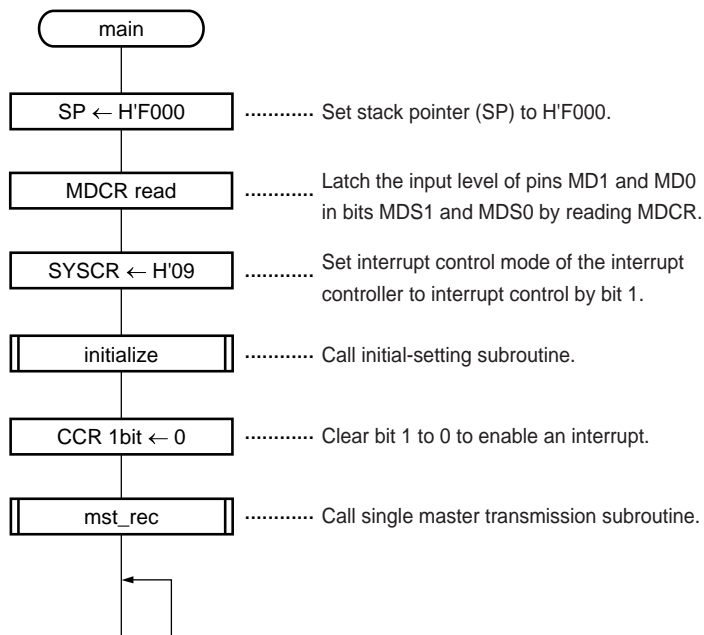 main
SP ← H'F000 ............ Set stack pointer (SP) to H'F000.
MDCR read ............ Latch the input level of pins MD1 and MD0
in bits MDS1 and MDS0 by reading MDCR.
SYSCR ← H'09 ............ Set interrupt control mode of the interrupt
controller to interrupt control by bit 1.
initialize ............ Call initial-setting subroutine.
CCR 1bit ← 0 ............ Clear bit 1 to 0 to enable an interrupt.
mst_rec ............ Call single master transmission subroutine.